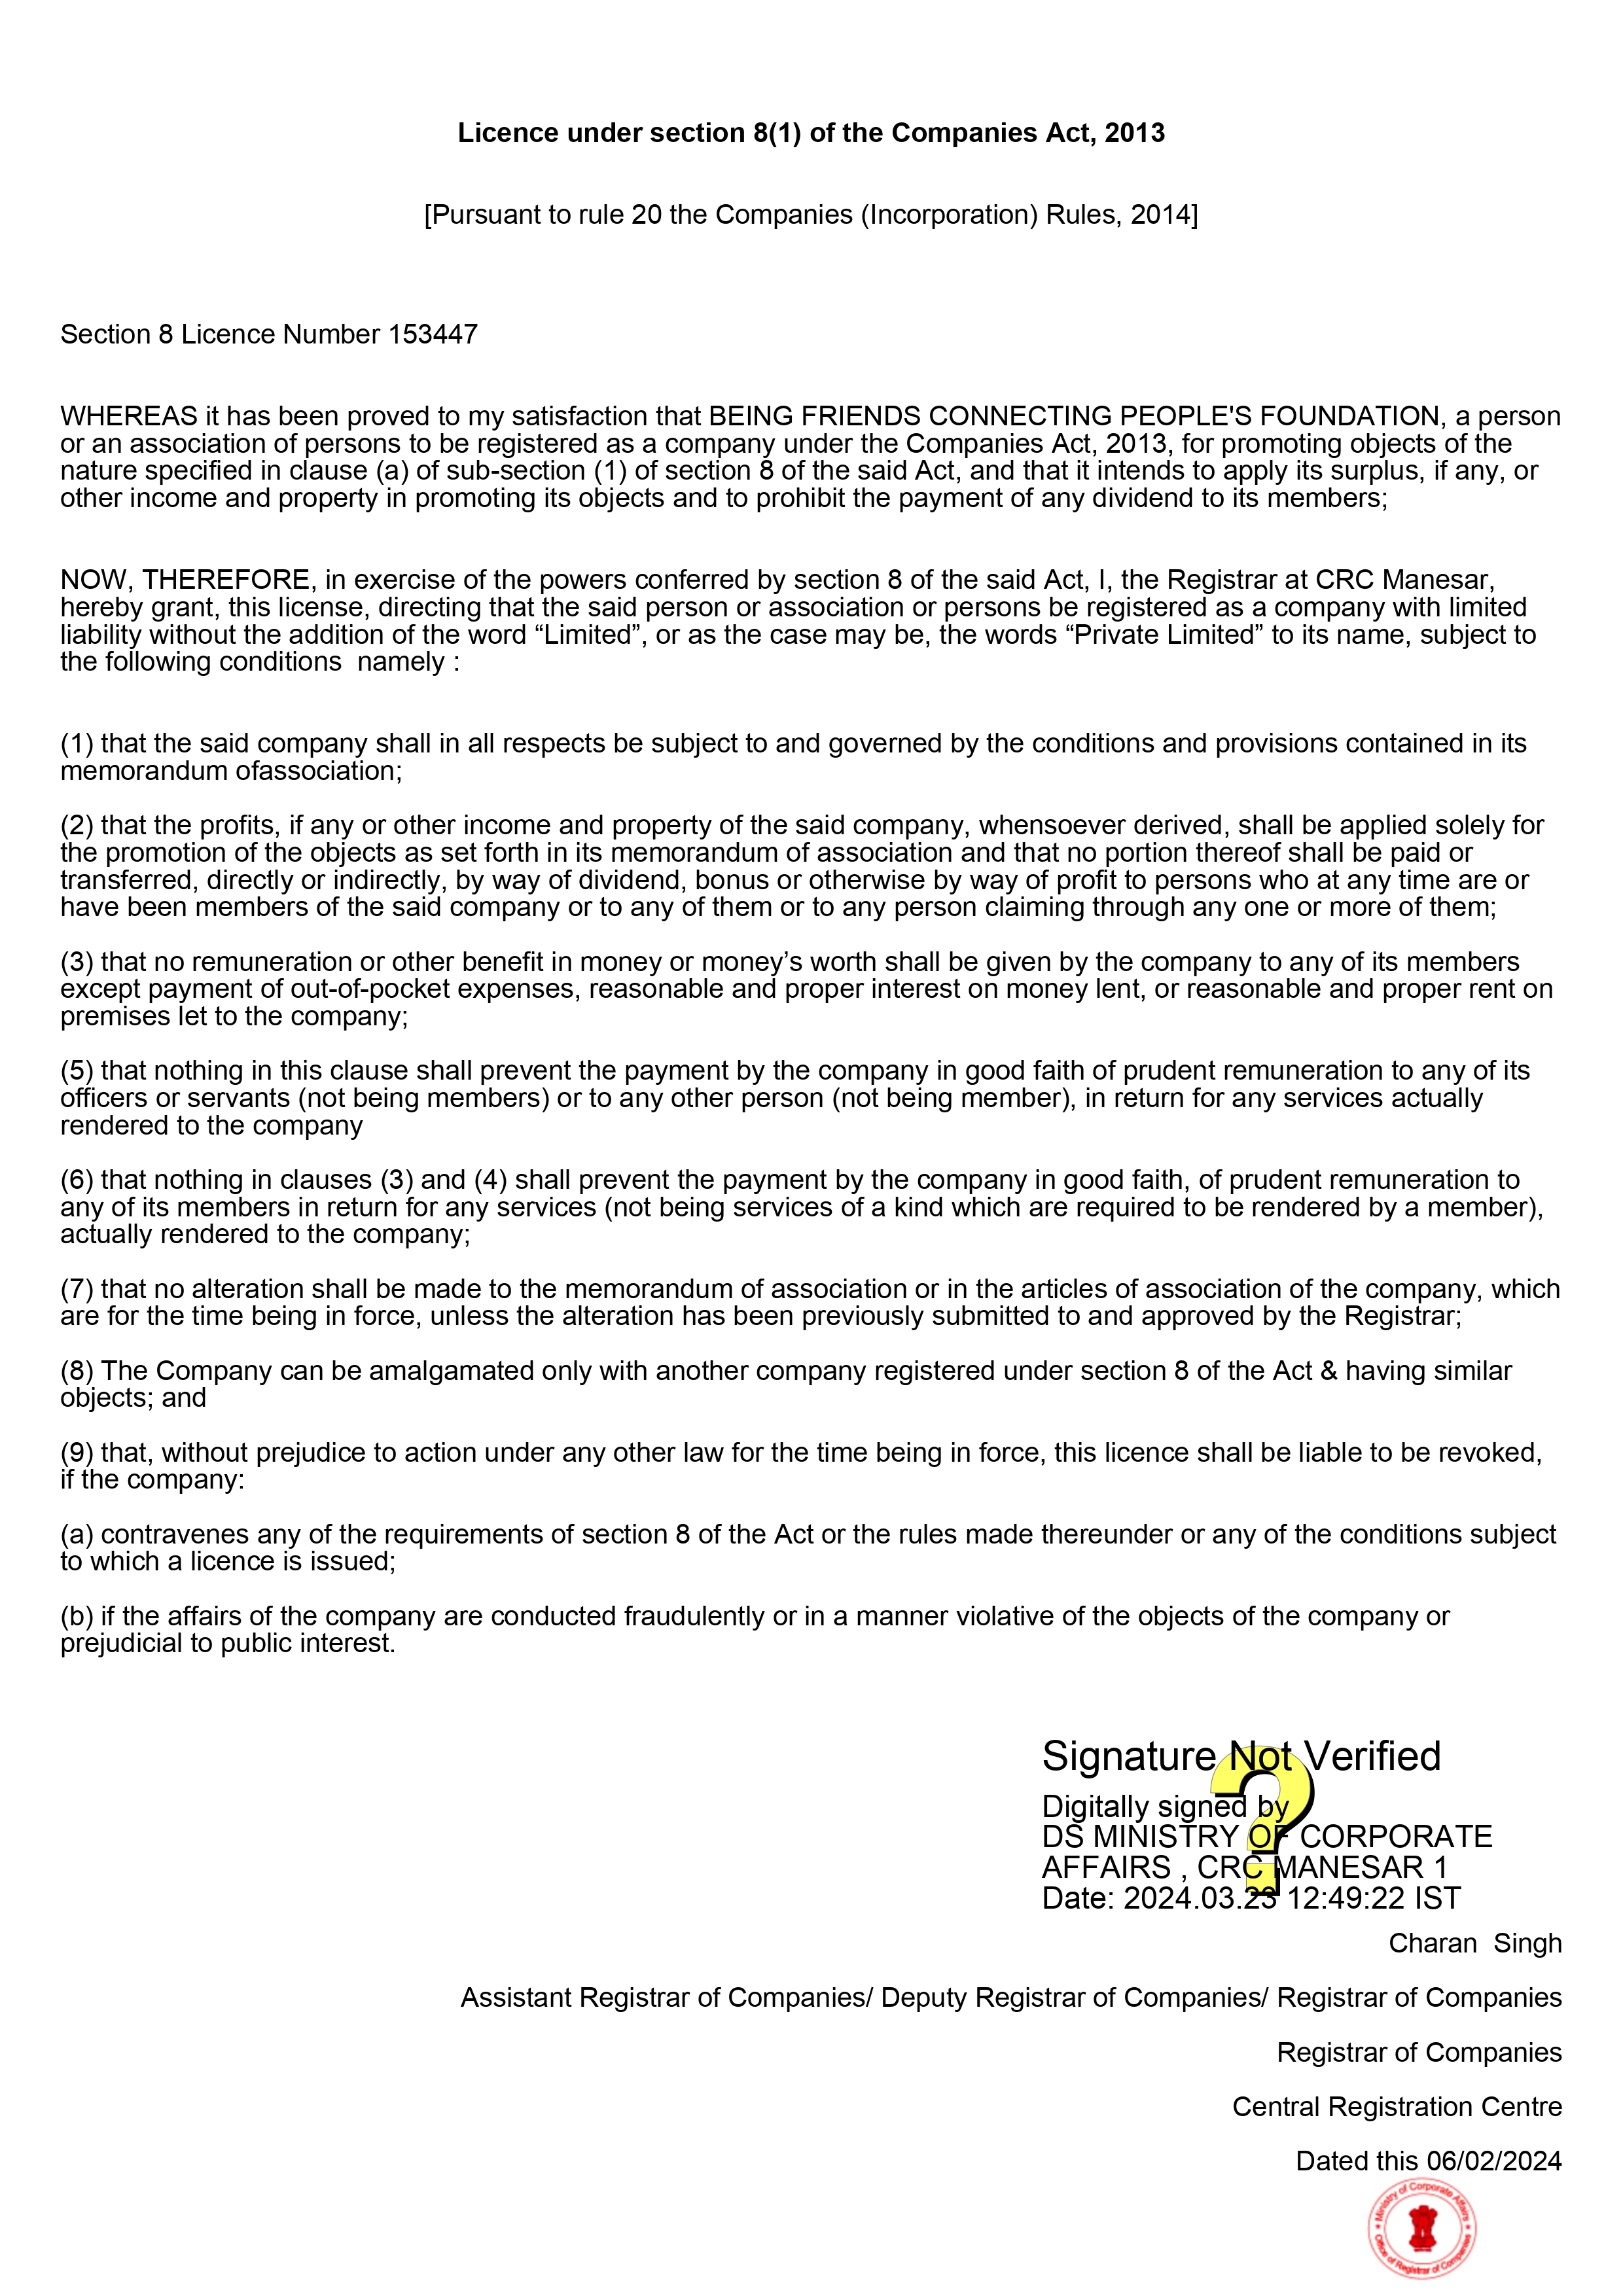 Licence under section 8(1) of the Companies Act, 2013
[Pursuant to rule 20 the Companies (Incorporation) Rules, 2014]
Section 8 Licence Number 153447
WHEREAS it has been proved to my satisfaction that BEING FRIENDS CONNECTING PEOPLE'S FOUNDATION, a person
or an association of persons to be registered as a company under the Companies Act, 2013, for promoting objects of the
nature specified in clause (a) of sub-section (1) of section 8 of the said Act, and that it intends to apply its surplus, if any, or
other income and property in promoting its objects and to prohibit the payment of any dividend to its members;
NOW, THEREFORE, in exercise of the powers conferred by section 8 of the said Act, I, the Registrar at CRC Manesar,
hereby grant, this license, directing that the said person or association or persons be registered as a company with limited
liability without the addition of the word “Limited”, or as the case may be, the words “Private Limited” to its name, subject to
the following conditions  namely :
(1) that the said company shall in all respects be subject to and governed by the conditions and provisions contained in its
memorandum ofassociation;
(2) that the profits, if any or other income and property of the said company, whensoever derived, shall be applied solely for
the promotion of the objects as set forth in its memorandum of association and that no portion thereof shall be paid or
transferred, directly or indirectly, by way of dividend, bonus or otherwise by way of profit to persons who at any time are or
have been members of the said company or to any of them or to any person claiming through any one or more of them;
(3) that no remuneration or other benefit in money or money’s worth shall be given by the company to any of its members
except payment of out-of-pocket expenses, reasonable and proper interest on money lent, or reasonable and proper rent on
premises let to the company;
(5) that nothing in this clause shall prevent the payment by the company in good faith of prudent remuneration to any of its
officers or servants (not being members) or to any other person (not being member), in return for any services actually
rendered to the company
(6) that nothing in clauses (3) and (4) shall prevent the payment by the company in good faith, of prudent remuneration to
any of its members in return for any services (not being services of a kind which are required to be rendered by a member),
actually rendered to the company;
(7) that no alteration shall be made to the memorandum of association or in the articles of association of the company, which
are for the time being in force, unless the alteration has been previously submitted to and approved by the Registrar;
(8) The Company can be amalgamated only with another company registered under section 8 of the Act & having similar
objects; and
(9) that, without prejudice to action under any other law for the time being in force, this licence shall be liable to be revoked,
if the company:
(a) contravenes any of the requirements of section 8 of the Act or the rules made thereunder or any of the conditions subject
to which a licence is issued;
(b) if the affairs of the company are conducted fraudulently or in a manner violative of the objects of the company or
prejudicial to public interest.
Signature Not Verified
Digitally signed by
DS MINISTRY OF CORPORATE
AFFAIRS , CRC MANESAR 1
Date: 2024.03.23 12:49:22 IST
Charan  Singh
Assistant Registrar of Companies/ Deputy Registrar of Companies/ Registrar of Companies
Registrar of Companies
Central Registration Centre
Dated this 06/02/2024
Ministry of Corporate Affairs
Office of Registrar of Companies